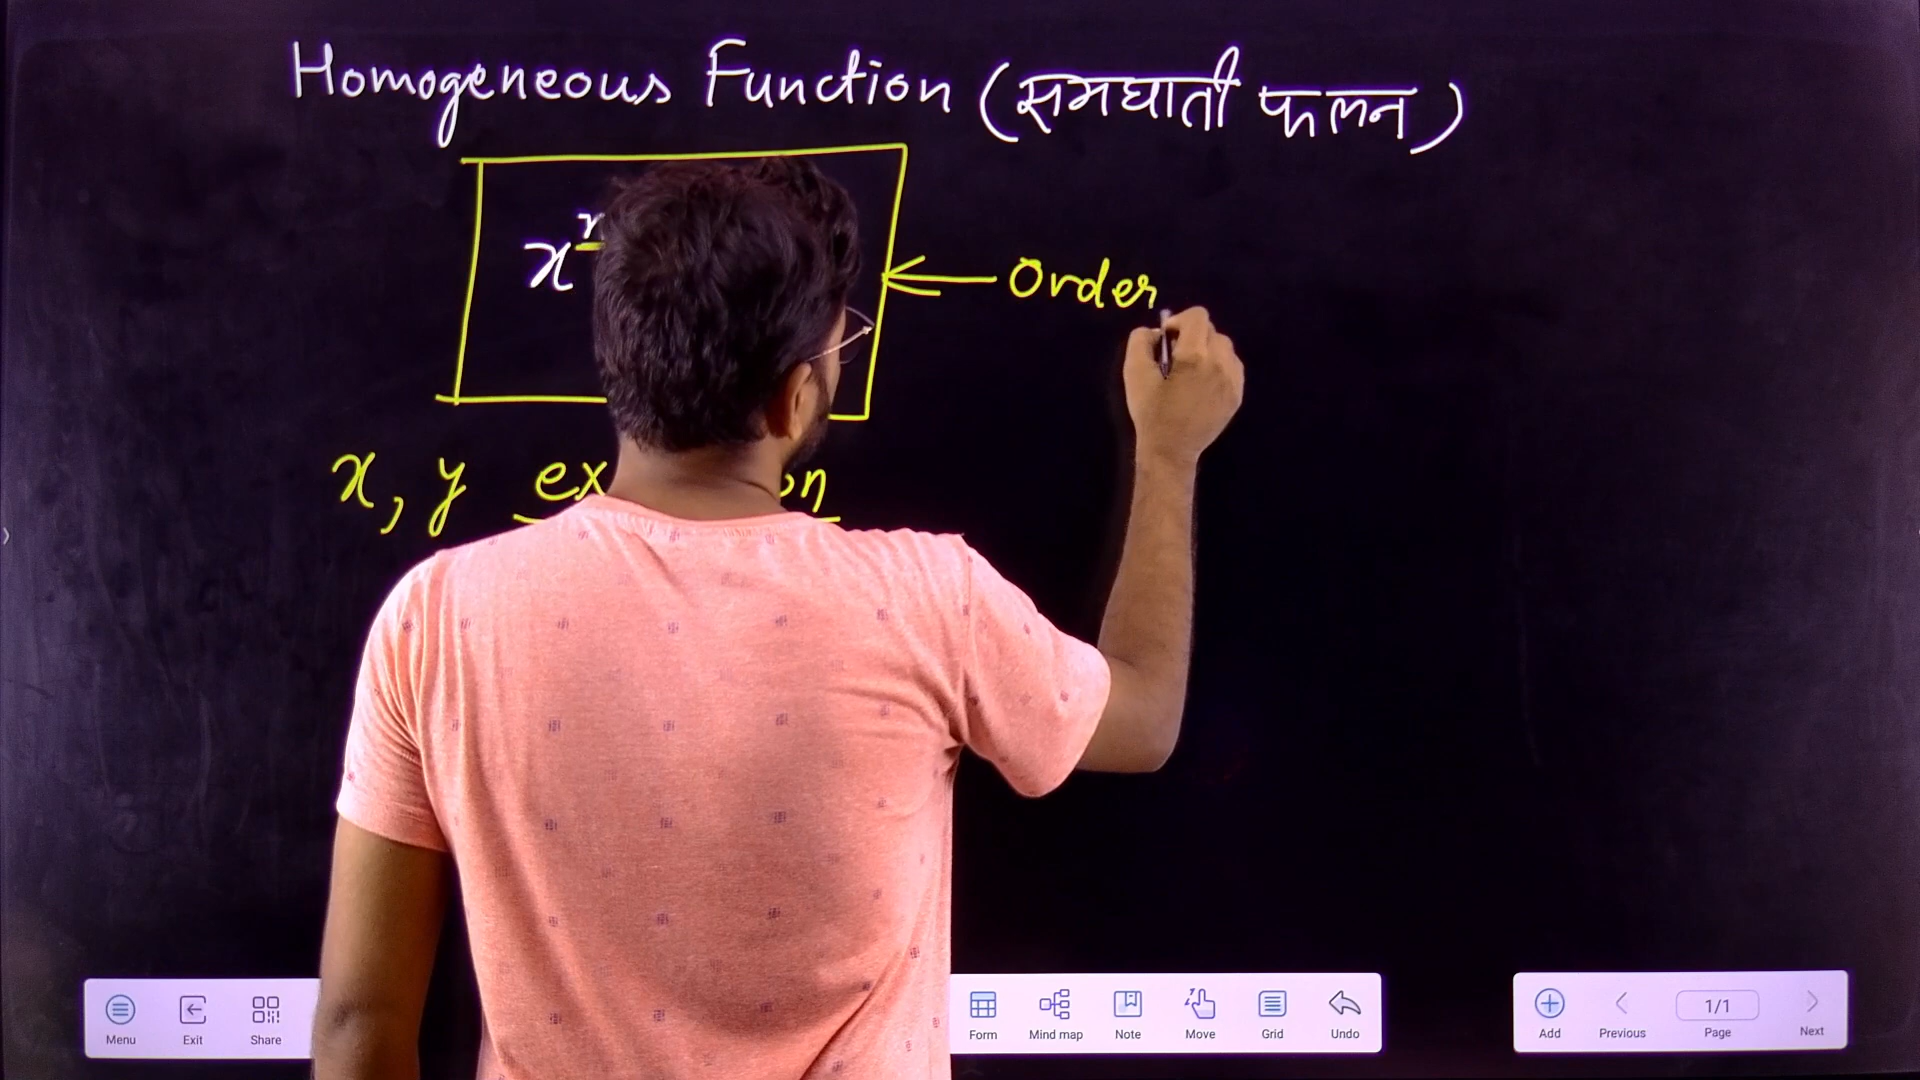 Homogeneous Function (समघाती फलन)
x
Order
x, y
Menu Exit Share Form Mind map Note Move Grid Undo Add Previous 1/1 Page Next